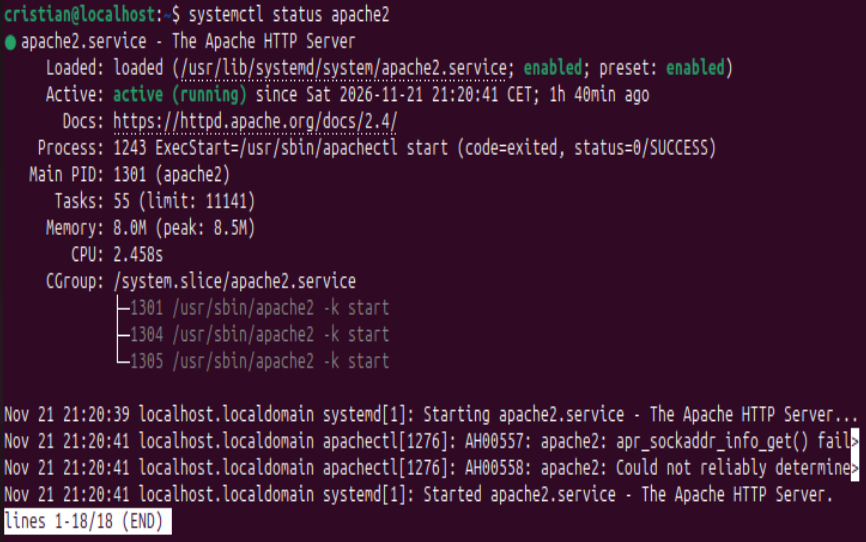 cristian@localhost:~$ systemctl status apache2
● apache2.service - The Apache HTTP Server
     Loaded: loaded (/usr/lib/systemd/system/apache2.service; enabled; preset: enabled)
     Active: active (running) since Sat 2026-11-21 21:20:41 CET; 1h 40min ago
       Docs: https://httpd.apache.org/docs/2.4/
    Process: 1243 ExecStart=/usr/sbin/apachectl start (code=exited, status=0/SUCCESS)
   Main PID: 1301 (apache2)
      Tasks: 55 (limit: 11141)
     Memory: 8.0M (peak: 8.5M)
        CPU: 2.458s
     CGroup: /system.slice/apache2.service
             ├─1301 /usr/sbin/apache2 -k start
             ├─1304 /usr/sbin/apache2 -k start
             └─1305 /usr/sbin/apache2 -k start

Nov 21 21:20:39 localhost.localdomain systemd[1]: Starting apache2.service - The Apache HTTP Server...
Nov 21 21:20:41 localhost.localdomain apachectl[1276]: AH00557: apache2: apr_sockaddr_info_get() fail>
Nov 21 21:20:41 localhost.localdomain apachectl[1276]: AH00558: apache2: Could not reliably determine>
Nov 21 21:20:41 localhost.localdomain systemd[1]: Started apache2.service - The Apache HTTP Server.
lines 1-18/18 (END)